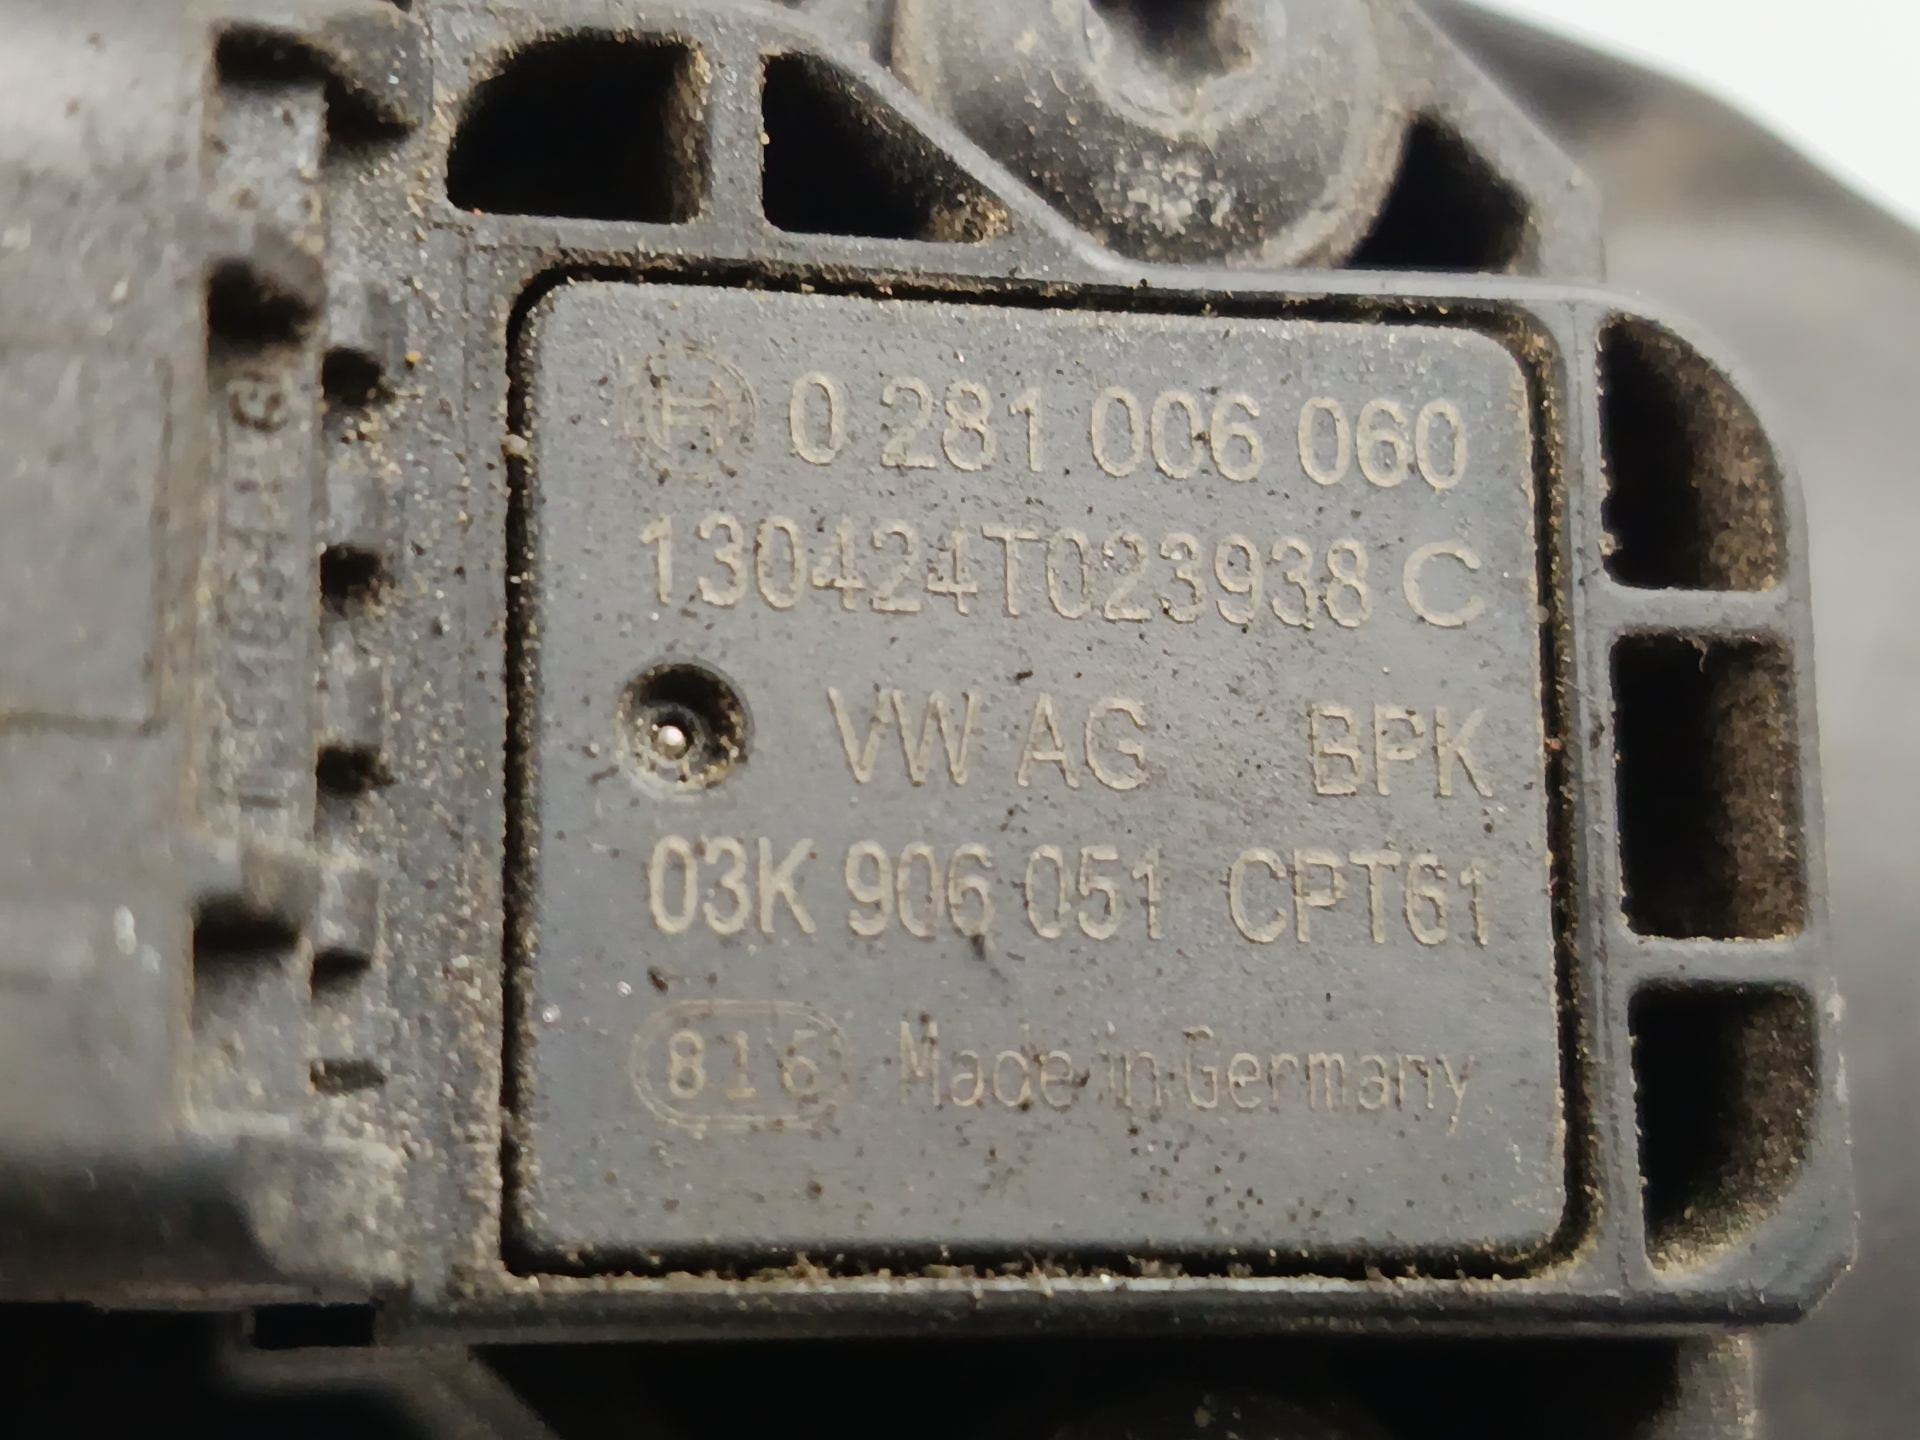 0 281 006 060
130424T023938 C
VW AG BPK
03K 906 051 CPT61
816 Made in Germany